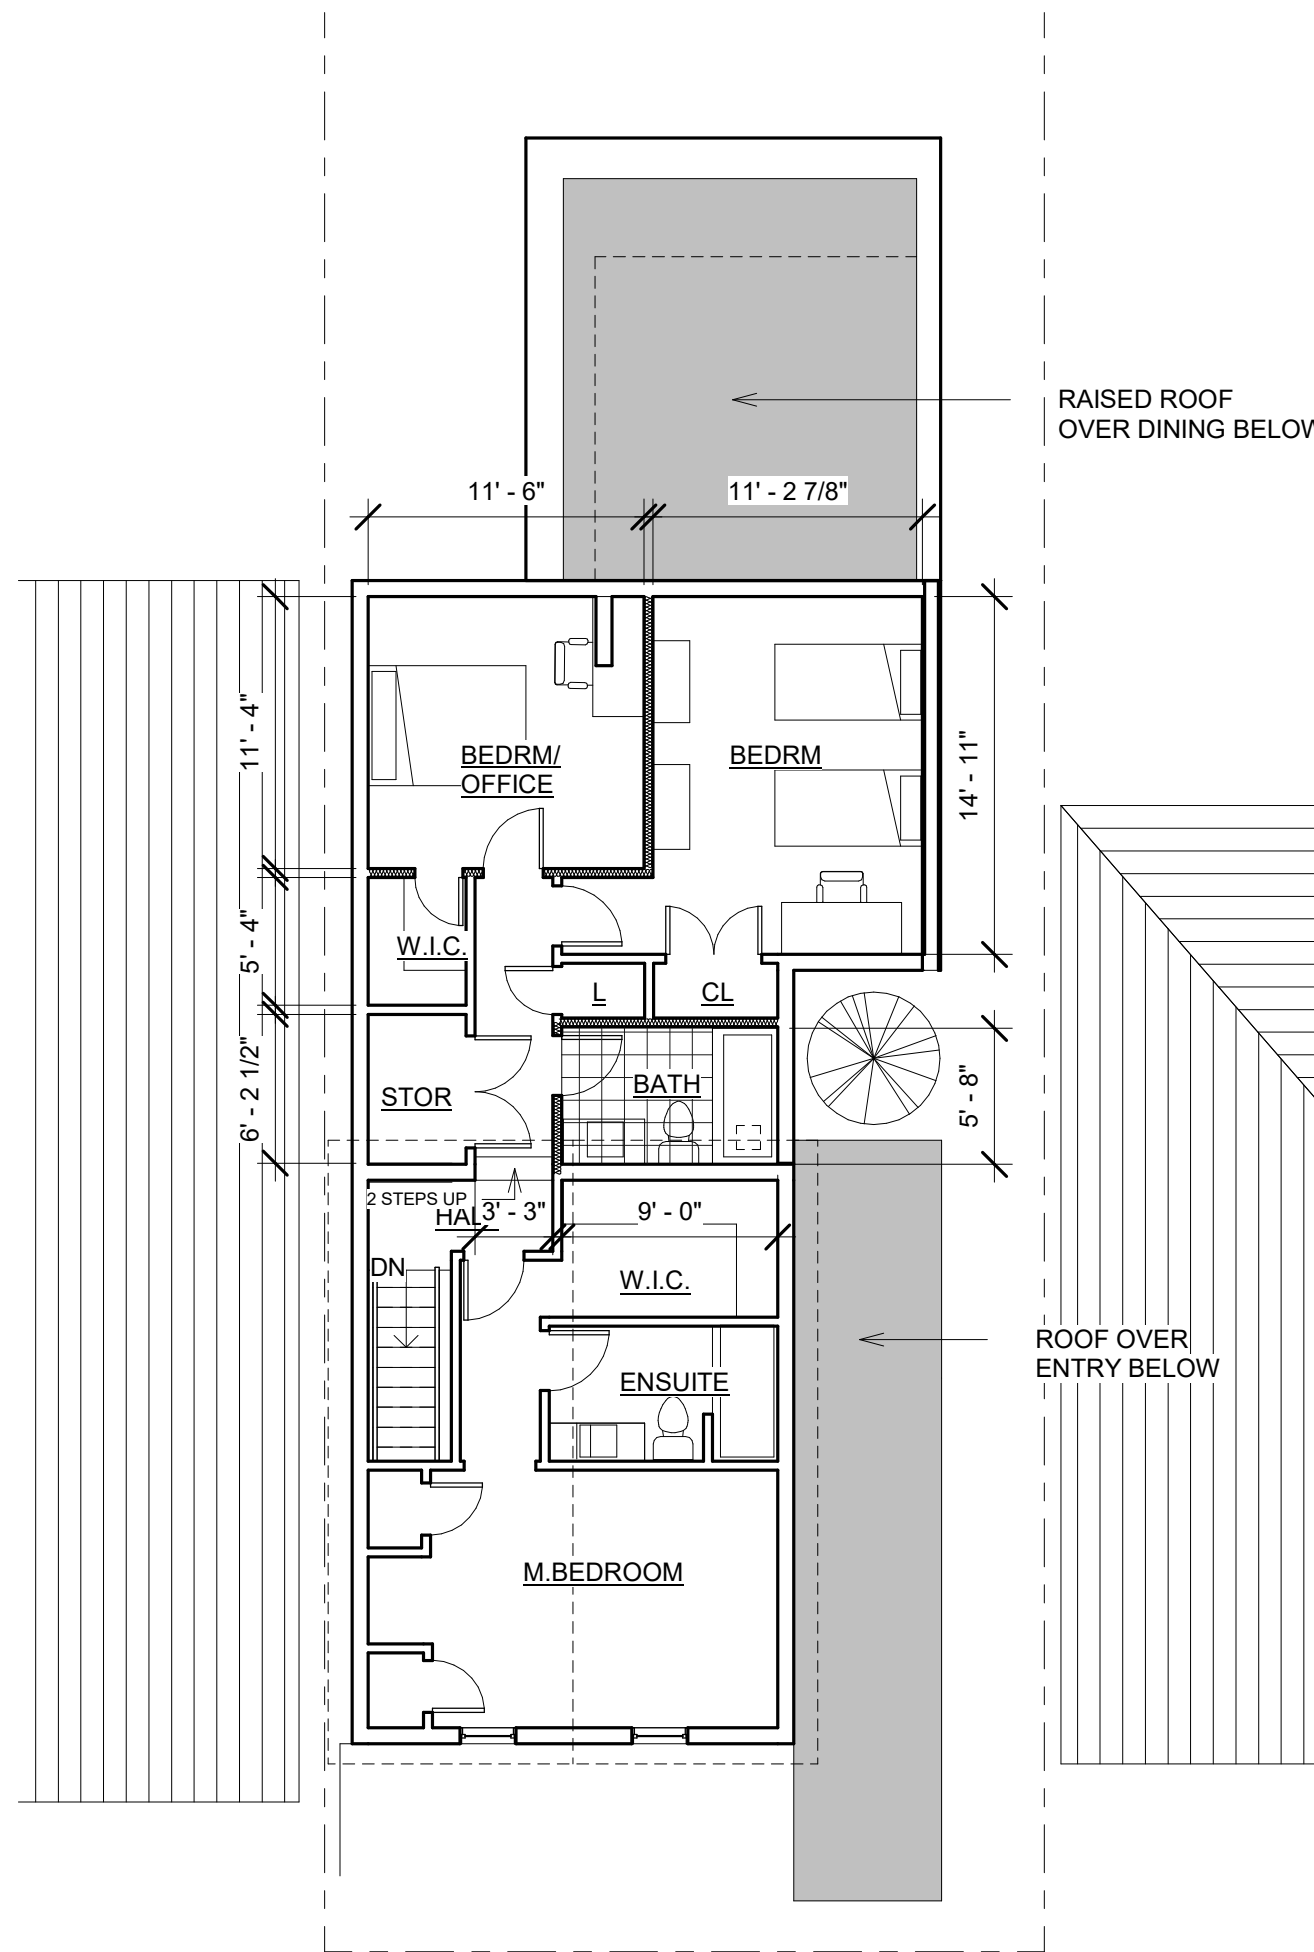 RAISED ROOF
OVER DINING BELOW
11' - 6"
11' - 2 7/8"
11' - 4"
BEDRM/
OFFICE
BEDRM
14' - 11"
5' - 4"
W.I.C.
L
CL
6' - 2 1/2"
STOR
BATH
5' - 8"
2 STEPS UP
HAL
3' - 3"
9' - 0"
DN
W.I.C.
ROOF OVER
ENTRY BELOW
ENSUITE
M.BEDROOM